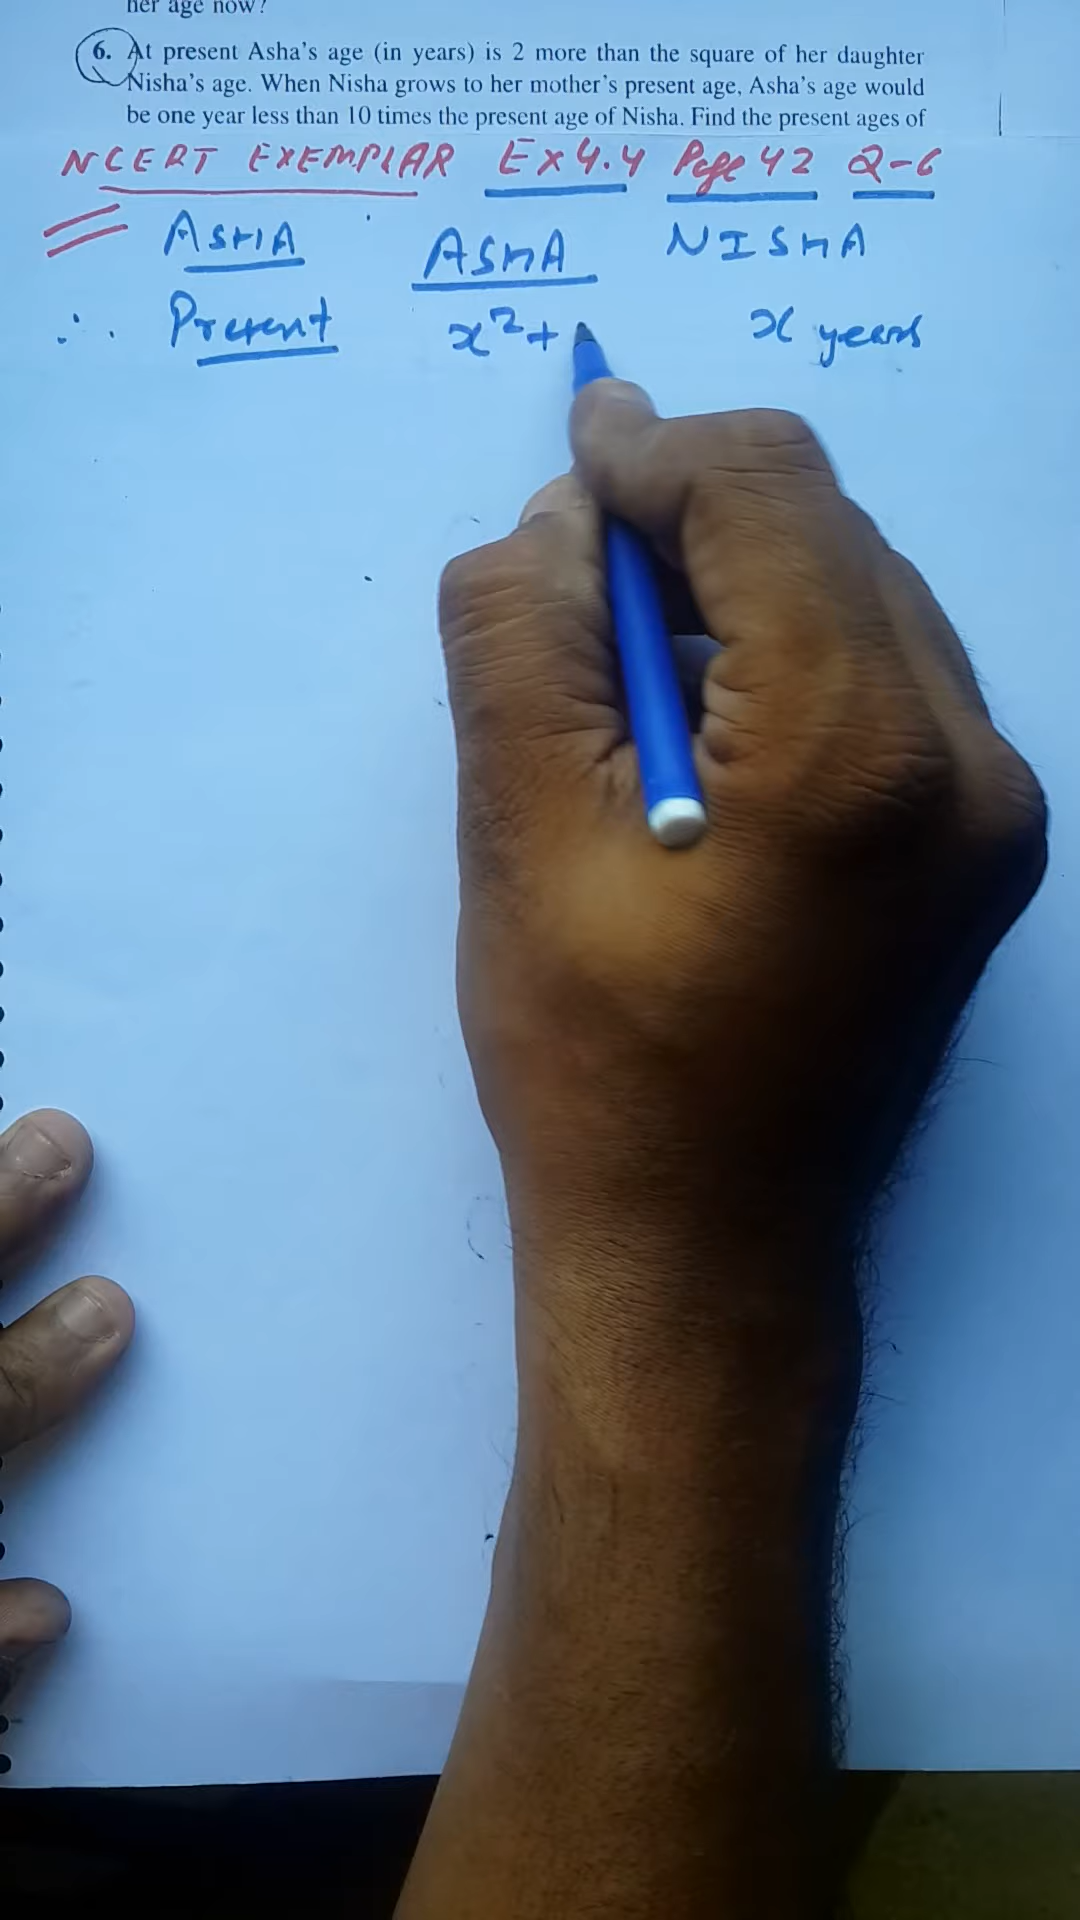 her age now?
6. At present Asha's age (in years) is 2 more than the square of her daughter
Nisha's age. When Nisha grows to her mother's present age, Asha's age would
be one year less than 10 times the present age of Nisha. Find the present ages of
NCERT EXEMPLAR Ex 4.4 Page 42 Q-6
ASHA ASHA NISHA
∴ Present x²+ x years